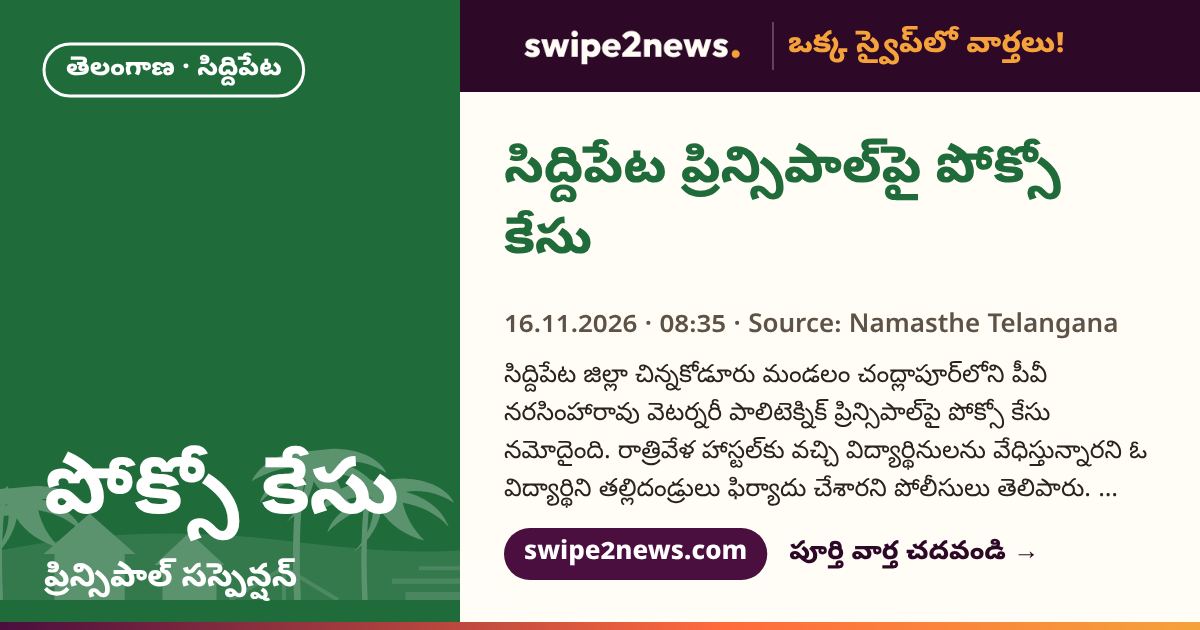 తెలంగాణ · సిద్దిపేట
పోక్సో కేసు
ప్రిన్సిపాల్ సస్పెన్షన్
swipe2news.
ఒక్క స్వైప్‌లో వార్తలు!
సిద్దిపేట ప్రిన్సిపాల్‌పై పోక్సో
కేసు
16.11.2026 · 08:35 · Source: Namasthe Telangana
సిద్దిపేట జిల్లా చిన్నకోడూరు మండలం చంద్లాపూర్‌లోని పీవీ
నరసింహారావు వెటర్నరీ పాలిటెక్నిక్ ప్రిన్సిపాల్‌పై పోక్సో కేసు
నమోదైంది. రాత్రివేళ హాస్టల్‌కు వచ్చి విద్యార్థినులను వేధిస్తున్నారని ఓ
విద్యార్థిని తల్లిదండ్రులు ఫిర్యాదు చేశారని పోలీసులు తెలిపారు. ...
swipe2news.com
పూర్తి వార్త చదవండి →